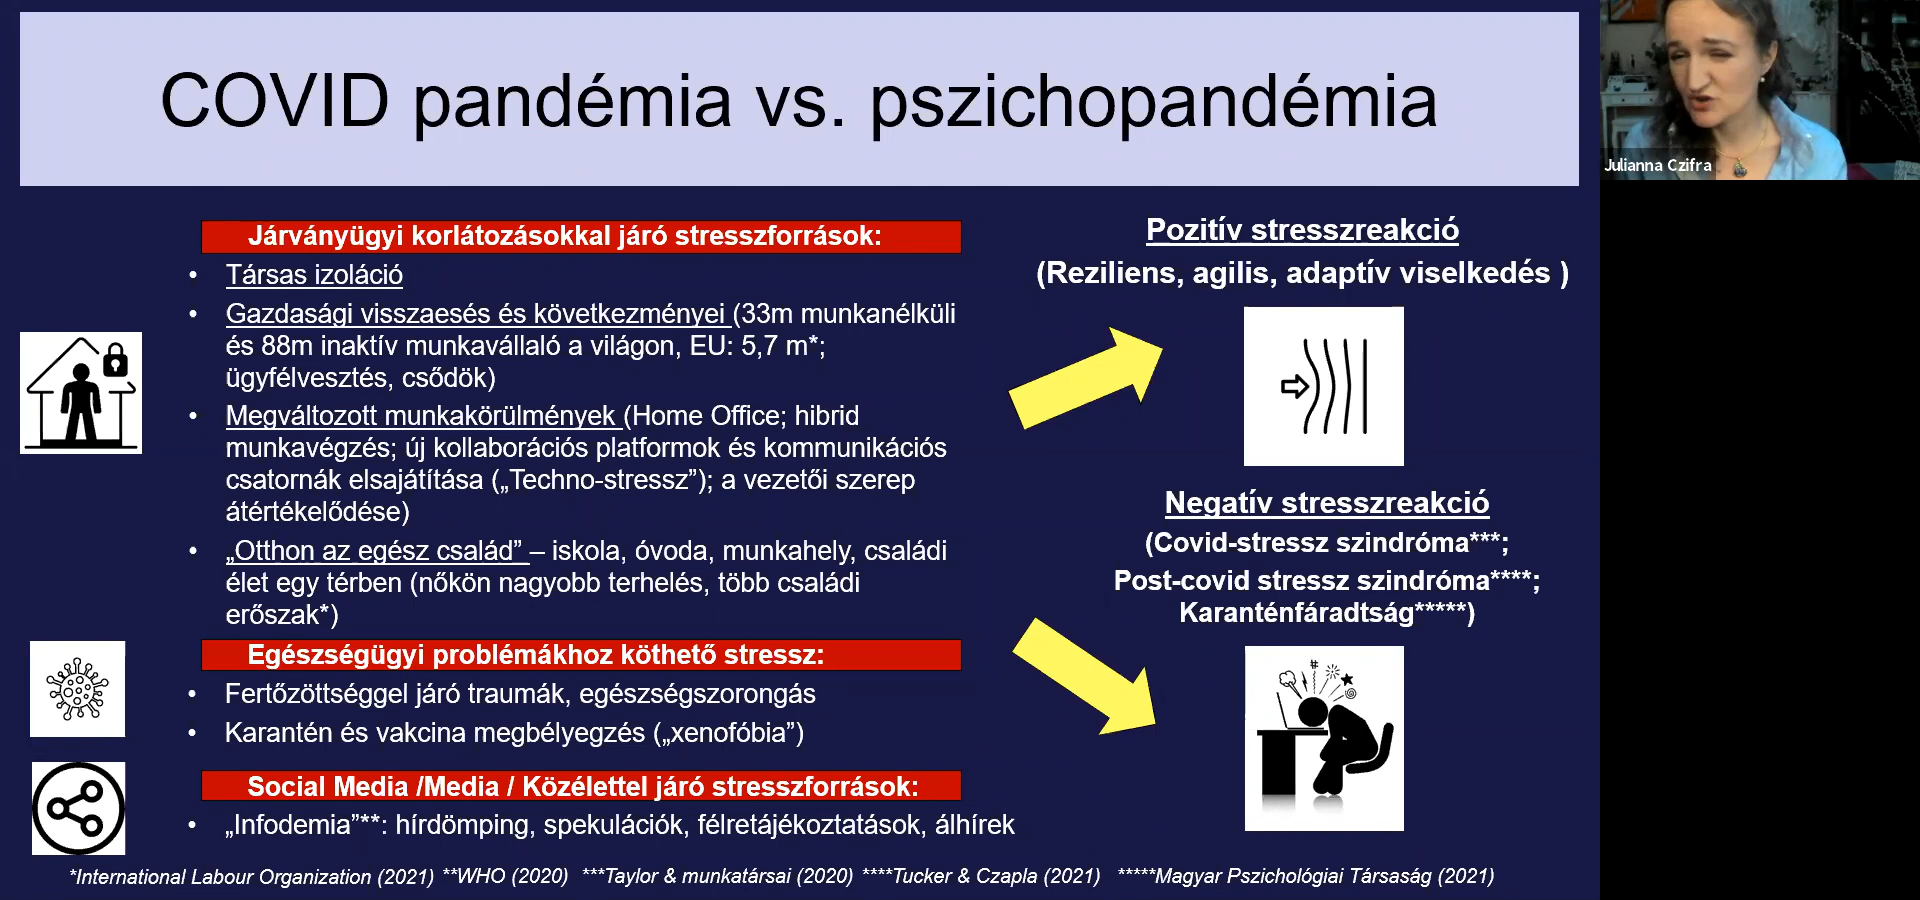 COVID pandémia vs. pszichopandémia
Julianna Czifra
Járványügyi korlátozásokkal járó stresszforrások:
• Társas izoláció
• Gazdasági visszaesés és következményei (33m munkanélküli
és 88m inaktív munkavállaló a világon, EU: 5,7 m*;
ügyfélvesztés, csődök)
• Megváltozott munkakörülmények (Home Office; hibrid
munkavégzés; új kollaborációs platformok és kommunikációs
csatornák elsajátítása („Techno-stressz”); a vezetői szerep
átértékelődése)
• „Otthon az egész család” – iskola, óvoda, munkahely, családi
élet egy térben (nőkön nagyobb terhelés, több családi
erőszak*)
Egészségügyi problémákhoz köthető stressz:
• Fertőzöttséggel járó traumák, egészségszorongás
• Karantén és vakcina megbélyegzés („xenofóbia”)
Social Media /Media / Közélettel járó stresszforrások:
• „Infodemia”**: hírdömping, spekulációk, félretájékoztatások, álhírek
Pozitív stresszreakció
(Reziliens, agilis, adaptív viselkedés )
Negatív stresszreakció
(Covid-stressz szindróma***;
Post-covid stressz szindróma****;
Karanténfáradtság*****)
*International Labour Organization (2021) **WHO (2020) ***Taylor & munkatársai (2020) ****Tucker & Czapla (2021) *****Magyar Pszichológiai Társaság (2021)